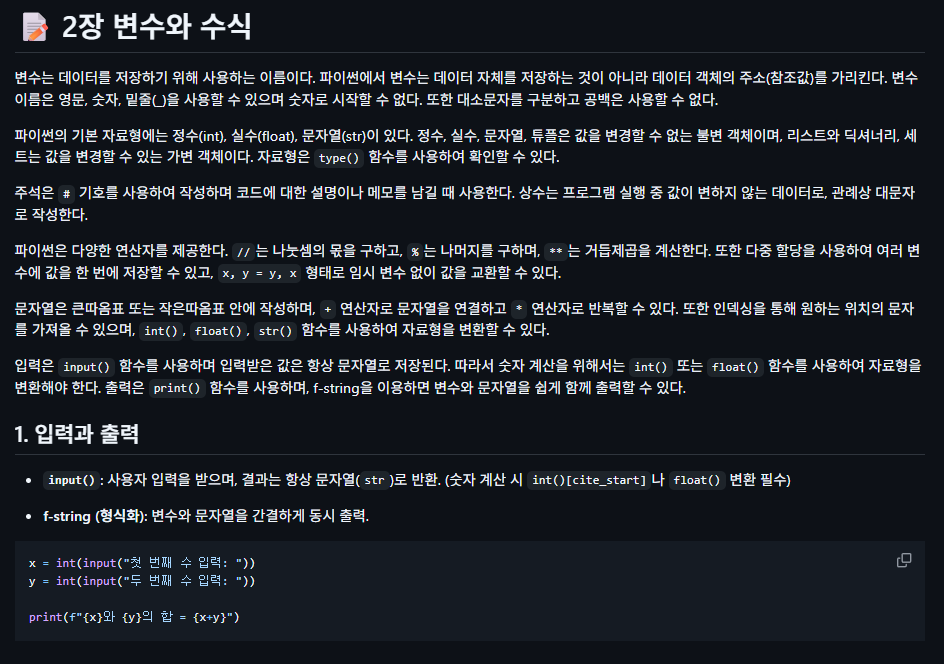 📝 2장 변수와 수식
변수는 데이터를 저장하기 위해 사용하는 이름이다. 파이썬에서 변수는 데이터 자체를 저장하는 것이 아니라 데이터 객체의 주소(참조값)를 가리킨다. 변수
이름은 영문, 숫자, 밑줄(_)을 사용할 수 있으며 숫자로 시작할 수 없다. 또한 대소문자를 구분하고 공백은 사용할 수 없다.
파이썬의 기본 자료형에는 정수(int), 실수(float), 문자열(str)이 있다. 정수, 실수, 문자열, 튜플은 값을 변경할 수 없는 불변 객체이며, 리스트와 딕셔너리, 세
트는 값을 변경할 수 있는 가변 객체이다. 자료형은 type() 함수를 사용하여 확인할 수 있다.
주석은 # 기호를 사용하여 작성하며 코드에 대한 설명이나 메모를 남길 때 사용한다. 상수는 프로그램 실행 중 값이 변하지 않는 데이터로, 관례상 대문자
로 작성한다.
파이썬은 다양한 연산자를 제공한다. // 는 나눗셈의 몫을 구하고, % 는 나머지를 구하며, ** 는 거듭제곱을 계산한다. 또한 다중 할당을 사용하여 여러 변
수에 값을 한 번에 저장할 수 있고, x, y = y, x 형태로 임시 변수 없이 값을 교환할 수 있다.
문자열은 큰따옴표 또는 작은따옴표 안에 작성하며, + 연산자로 문자열을 연결하고 * 연산자로 반복할 수 있다. 또한 인덱싱을 통해 원하는 위치의 문자
를 가져올 수 있으며, int(), float(), str() 함수를 사용하여 자료형을 변환할 수 있다.
입력은 input() 함수를 사용하며 입력받은 값은 항상 문자열로 저장된다. 따라서 숫자 계산을 위해서는 int() 또는 float() 함수를 사용하여 자료형을
변환해야 한다. 출력은 print() 함수를 사용하며, f-string을 이용하면 변수와 문자열을 쉽게 함께 출력할 수 있다.
1. 입력과 출력
• input() : 사용자 입력을 받으며, 결과는 항상 문자열( str )로 반환. (숫자 계산 시 int()[cite_start] 나 float() 변환 필수)
• f-string (형식화): 변수와 문자열을 간결하게 동시 출력.
x = int(input("첫 번째 수 입력: "))
y = int(input("두 번째 수 입력: "))
print(f"{x}와 {y}의 합 = {x+y}")